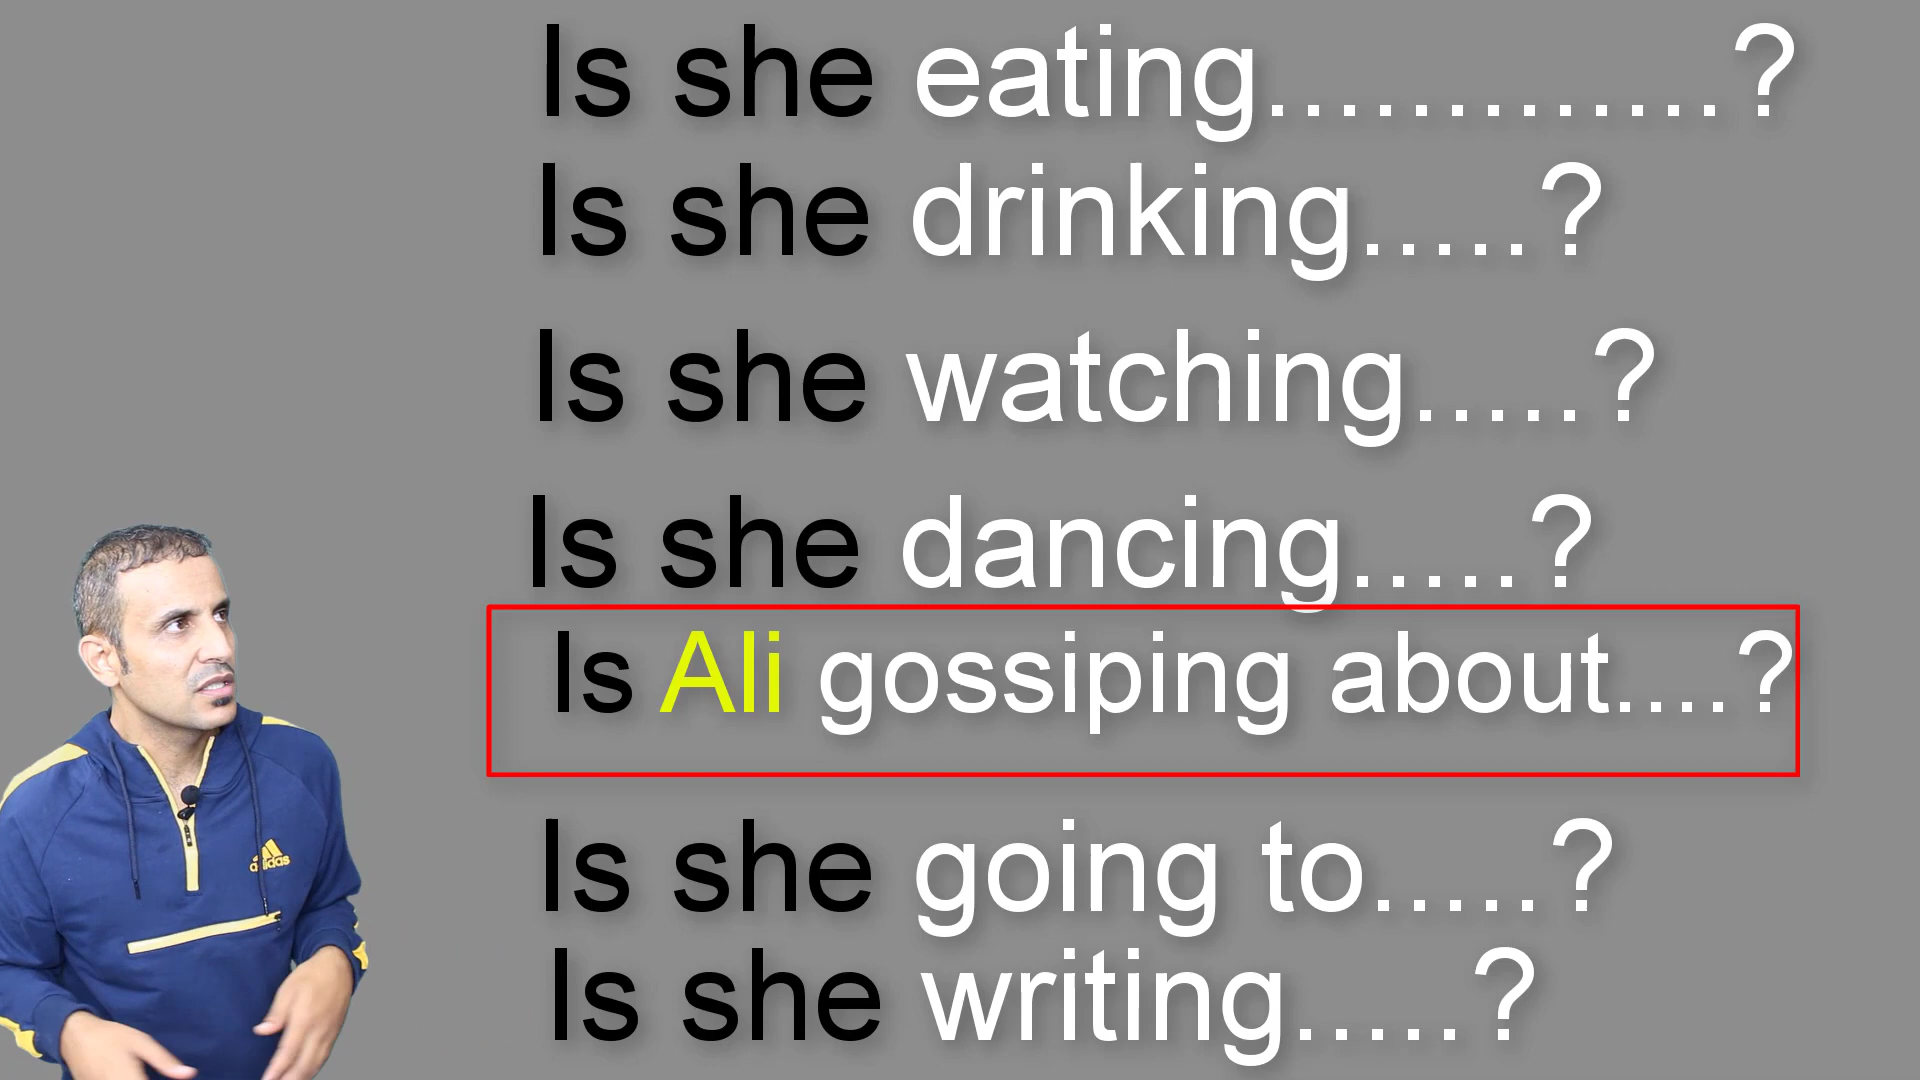 Is she eating.............?
Is she drinking.....?
Is she watching.....?
Is she dancing.....?
Is Ali gossiping about....?
Is she going to.....?
Is she writing.....?
adidas